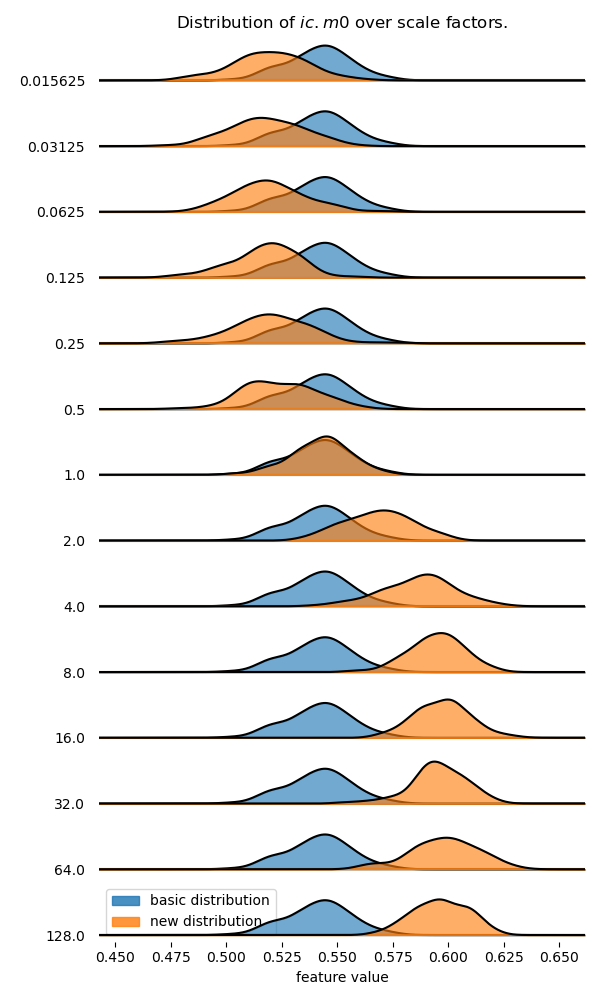 Distribution of ic.m0 over scale factors.
0.015625
0.03125
0.0625
0.125
0.25
0.5
1.0
2.0
4.0
8.0
16.0
32.0
64.0
128.0
basic distribution
new distribution
0.450 0.475 0.500 0.525 0.550 0.575 0.600 0.625 0.650
feature value